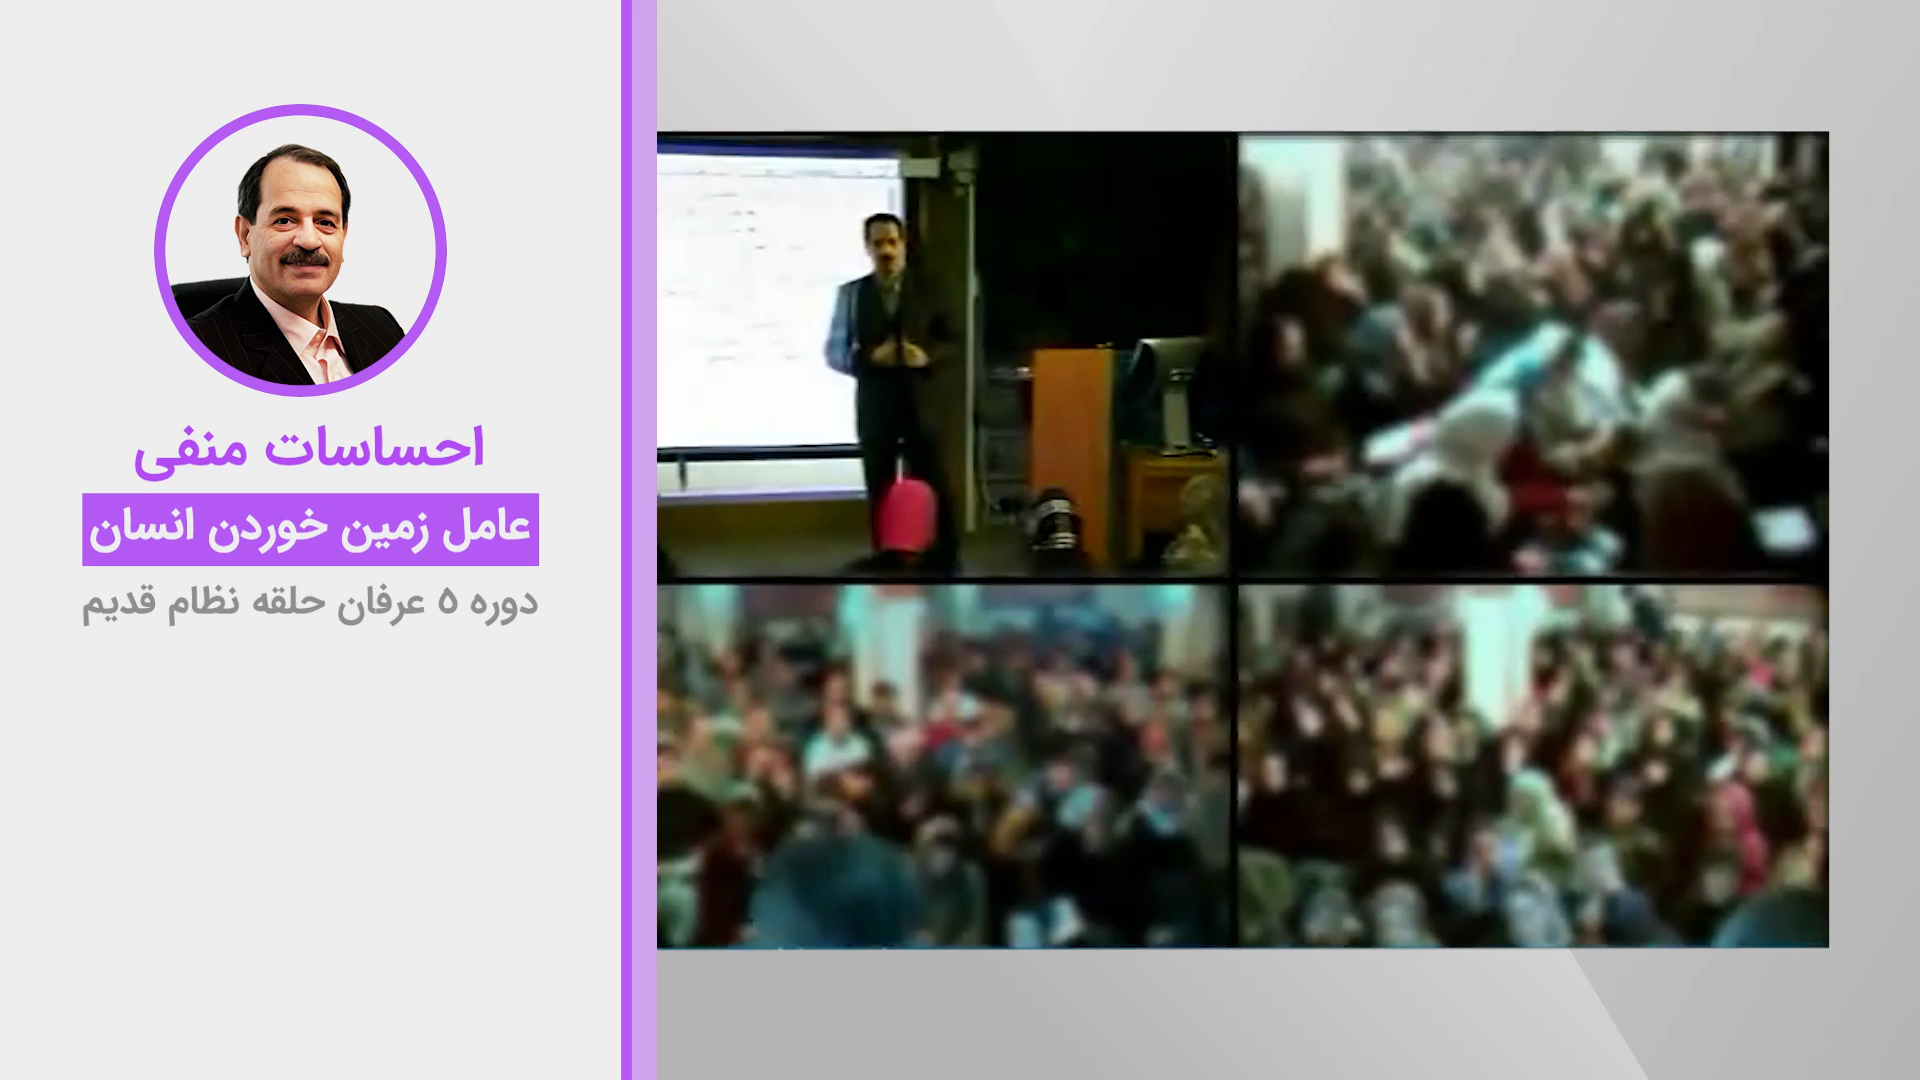 احساسات منفی
عامل زمین خوردن انسان
دوره ۵ عرفان حلقه نظام قدیم